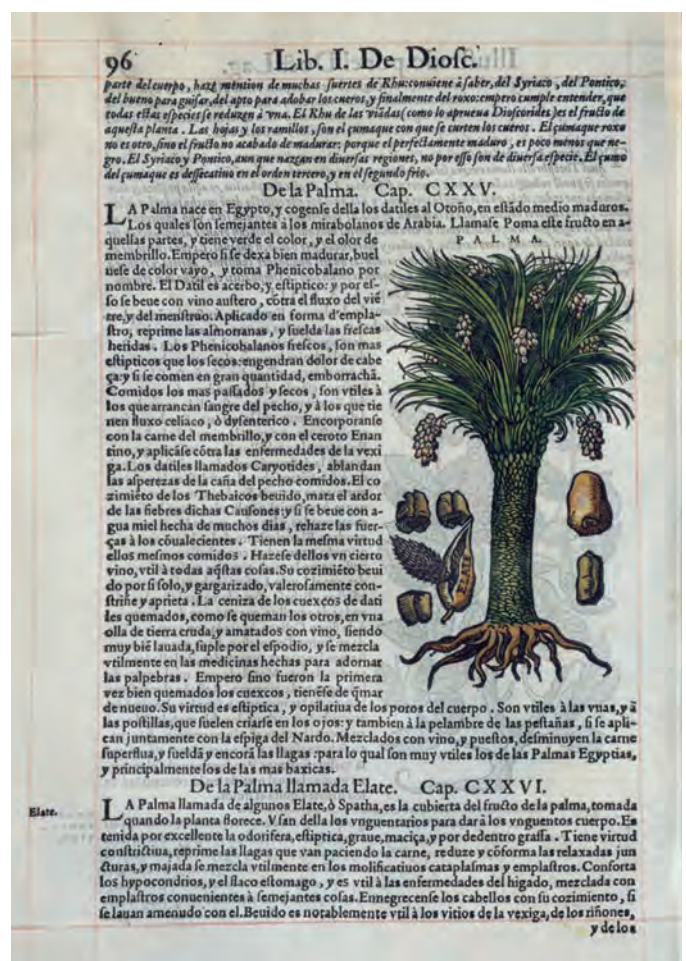 96
Lib. I. De Diosc.
parte del cuerpo, haze mention de muchas suertes de Rhu: conuiene à saber, del Syriaco, del Pontico,
del bueno para guisar, del apto para adobar los cueros, y finalmente del roxo: empero cumple entender, que
todas estas especies se reduzen à vna. El Rhu de las viãdas (como lo aprueua Dioscorides) es el fructo de
aquesta planta. Las hojas y los ramillos, son el çumaque con que se curten los cueros. El çumaque roxo
no es otro, sino el fructo no acabado de madurar: porque el perfectamente maduro, es poco menos que ne-
gro. El Syriaco y Pontico, aun que nazcan en diuersas regiones, no por esso son de diuersa especie. El çumo
del çumaque es dessecatiuo en el orden tercero, y en el segundo frio.
De la Palma. Cap. CXXV.
LA Palma nace en Egypto, y cogense della los datiles al Otoño, en estãdo medio maduros.
Los quales son semejantes à los mirabolanos de Arabia. Llamase Poma este fructo en a-
quellas partes, y tiene verde el color, y el olor de
PALMA.
membrillo. Empero si se dexa bien madurar, buel
uese de color vayo, y toma Phenicobalano por
nombre. El Datil es acerbo, y estiptico: y por es-
so se beue con vino austero, cõtra el fluxo del viẽ
tre, y del menstruo. Aplicado en forma d'empla-
stro, reprime las almorranas, y suelda las frescas
heridas. Los Phenicobalanos frescos, son mas
estipticos que los secos: engendran dolor de cabe
ça: y si se comen en gran quantidad, emborrachã.
Comidos los mas passados y secos, son vtiles à
los que arrancan sangre del pecho, y à los que tie
nen fluxo celiaco, ò dysenterico. Encorporanse
con la carne del membrillo, y con el ceroto Enan
tino, y aplicãse cõtra las enfermedades de la vexi
ga. Los datiles llamados Caryotides, ablandan
las asperezas de la caña del pecho comidos. El co
zimiẽto de los Thebaicos beuido, mata el ardor
de las fiebres dichas Causones: y si se beue con a-
gua miel hecha de muchos dias, rehaze las fuer-
ças à los cõualecientes. Tienen la mesma virtud
ellos mesmos comidos. Hazese dellos vn cierto
vino, vtil à todas aq̃stas cosas. Su cozimiẽto beui
do por si solo, y gargarizado, valerosamente con-
striñe y aprieta. La ceniza de los cuexcos de dati
les quemados, como se queman los otros, en vna
olla de tierra cruda, y amatados con vino, siendo
muy biẽ lauada, suple por el espodio, y se mezcla
vtilmente en las medicinas hechas para adornar
las palpebras. Empero sino fueron la primera
vez bien quemados los cuexcos, tienẽse de q̃mar
de nueuo. Su virtud es estiptica, y opilatiua de los poros del cuerpo. Son vtiles à las vnas, y à
las postillas, que suelen criarse en los ojos: y tambien à la pelambre de las pestañas, si se apli-
can juntamente con la espiga del Nardo. Mezclados con vino, y puestos, desminuyen la carne
superflua, y sueldã y encorã las llagas: para lo qual son muy vtiles los de las Palmas Egyptias,
y principalmente los de las mas baxicas.
De la Palma llamada Elate. Cap. CXXVI.
Elate.
LA Palma llamada de algunos Elate, ò Spatha, es la cubierta del fructo de la palma, tomada
quando la planta florece. Vsan della los vnguentarios para dar à los vnguentos cuerpo. Es
tenida por excellente la odorifera, estiptica, graue, maciça, y por de dentro grassa. Tiene virtud
constrictiua, reprime las llagas que van paciendo la carne, reduze y cõforma las relaxadas jun
cturas, y majada se mezcla vtilmente en los molificatiuos cataplasmas y emplastros. Conforta
los hypocondrios, y el flaco estomago, y es vtil à las enfermedades del higado, mezclada con
emplastros conuenientes à semejantes cosas. Ennegrecense los cabellos con su cozimiento, si
se lauan amenudo con el. Beuido es notablemente vtil à los vitios de la vexiga, de los riñones,
y de los